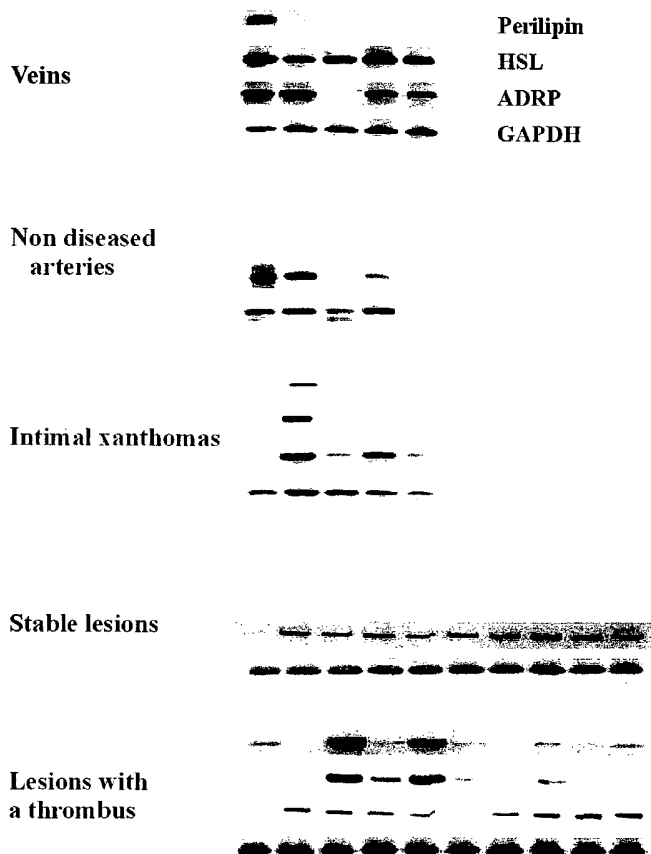 Perilipin
Veins
HSL
ADRP
GAPDH
Non diseased
arteries
Intimal xanthomas
Stable lesions
Lesions with
a thrombus